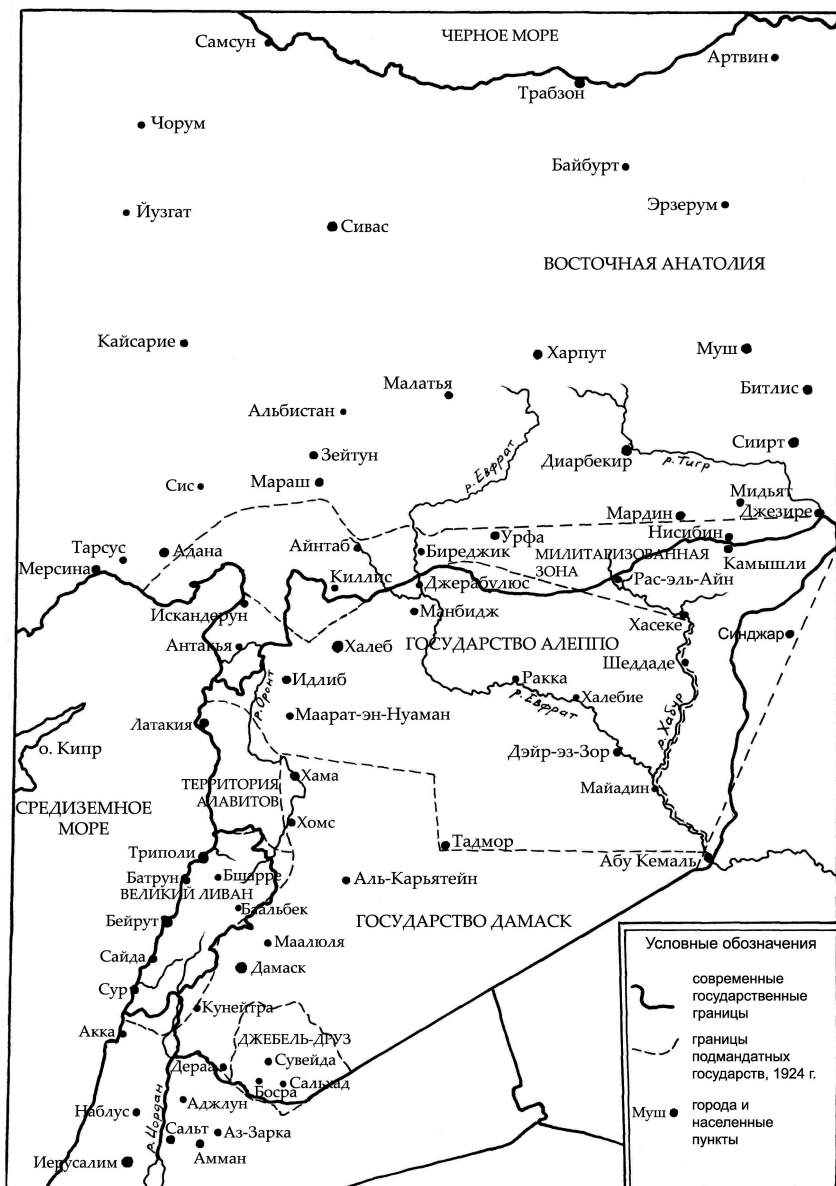 ЧЕРНОЕ МОРЕ
Самсун
Артвин
Трабзон
Чорум
Байбурт
Йузгат
Эрзерум
Сивас
ВОСТОЧНАЯ АНАТОЛИЯ
Кайсарие
Харпут
Муш
Малатья
Битлис
Альбистан
Зейтун
Сиирт
р. Евфрат
Диарбекир
р. Тигр
Сис
Мараш
Мидьят
Мардин
Джезире
Тарсус
Адана
Айнтаб
Урфа
Нисибин
Биреджик
МИЛИТАРИЗОВАННАЯ
ЗОНА
Мерсина
Камышли
Киллис
Джерабулюс
Рас-эль-Айн
Искандерун
Манбидж
Хасеке
Антакья
Халеб
ГОСУДАРСТВО АЛЕППО
Синджар
Шеддаде
Идлиб
Ракка
р. Оронт
р. Евфрат
Халебие
р. Хабур
Латакия
Маарат-эн-Нуаман
о. Кипр
Дэйр-эз-Зор
Хама
ТЕРРИТОРИЯ
АЛАВИТОВ
Майадин
СРЕДИЗЕМНОЕ
МОРЕ
Хомс
Тадмор
Триполи
Абу Кемаль
Батрун
Бшарре
Аль-Карьятейн
ВЕЛИКИЙ ЛИВАН
Баальбек
Бейрут
ГОСУДАРСТВО ДАМАСК
Маалюля
Сайда
Дамаск
Сур
Кунейтра
Акка
ДЖЕБЕЛЬ-ДРУЗ
Дераа
Сувейда
Босра
Сальхад
Наблус
Аджлун
р. Иордан
Сальт
Аз-Зарка
Амман
Иерусалим
Условные обозначения
современные
государственные
границы
границы
подмандатных
государств, 1924 г.
Муш
города и
населенные
пункты